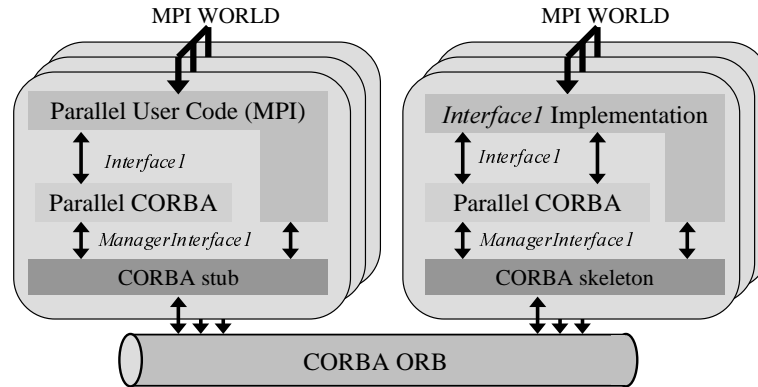 MPI WORLD
Parallel User Code (MPI)
Interface1
Parallel CORBA
ManagerInterface1
CORBA stub
MPI WORLD
Interface1 Implementation
Interface1
Parallel CORBA
ManagerInterface1
CORBA skeleton
CORBA ORB